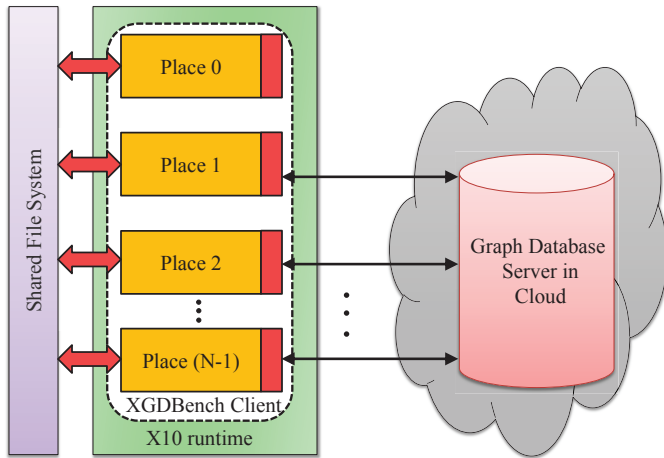 Shared File System
Place 0
Place 1
Place 2
Place (N-1)
XGDBench Client
X10 runtime
Graph Database
Server in
Cloud